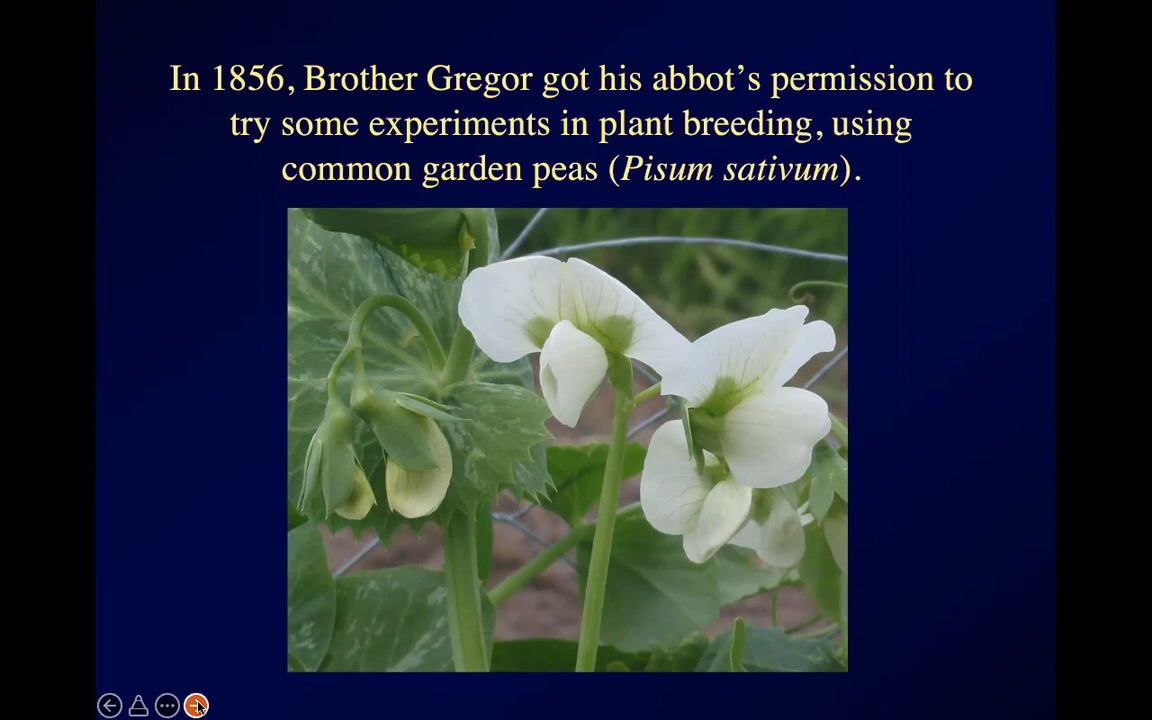 In 1856, Brother Gregor got his abbot’s permission to
try some experiments in plant breeding, using
common garden peas (Pisum sativum).